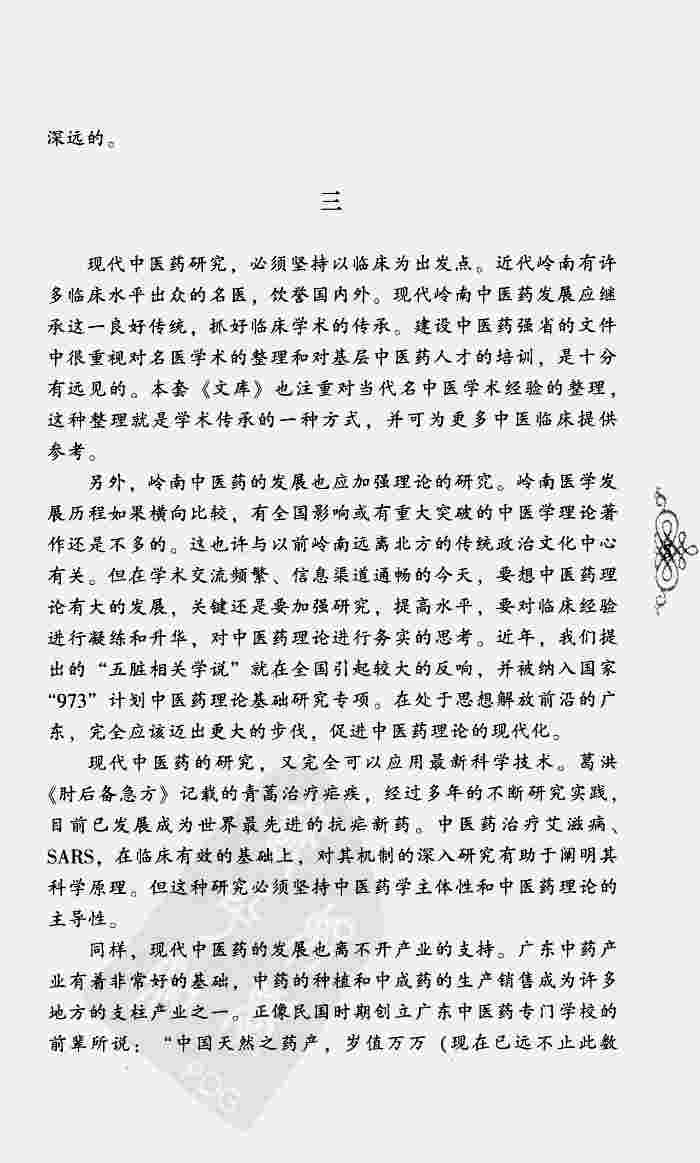 深远的。
三
现代中医药研究，必须坚持以临床为出发点。近代岭南有许
多临床水平出众的名医，饮誉国内外。现代岭南中医药发展应继
承这一良好传统，抓好临床学术的传承。建设中医药强省的文件
中很重视对名医学术的整理和对基层中医药人才的培训，是十分
有远见的。本套《文库》也注重对当代名中医学术经验的整理，
这种整理就是学术传承的一种方式，并可为更多中医临床提供
参考。
另外，岭南中医药的发展也应加强理论的研究。岭南医学发
展历程如果横向比较，有全国影响或有重大突破的中医学理论著
作还是不多的。这也许与以前岭南远离北方的传统政治文化中心
有关。但在学术交流频繁、信息渠道通畅的今天，要想中医药理
论有大的发展，关键还是要加强研究，提高水平，要对临床经验
进行凝练和升华，对中医药理论进行务实的思考。近年，我们提
出的“五脏相关学说”就在全国引起较大的反响，并被纳入国家
“973”计划中医药理论基础研究专项。在处于思想解放前沿的广
东，完全应该迈出更大的步伐，促进中医药理论的现代化。
现代中医药的研究，又完全可以应用最新科学技术。葛洪
《肘后备急方》记载的青蒿治疗疟疾，经过多年的不断研究实践，
目前已发展成为世界最先进的抗疟新药。中医药治疗艾滋病、
SARS，在临床有效的基础上，对其机制的深入研究有助于阐明其
科学原理。但这种研究必须坚持中医药学主体性和中医药理论的
主导性。
同样，现代中医药的发展也离不开产业的支持。广东中药产
业有着非常好的基础，中药的种植和中成药的生产销售成为许多
地方的支柱产业之一。正像民国时期创立广东中医药专门学校的
前辈所说：“中国天然之药产，岁值万万（现在已远不止此数